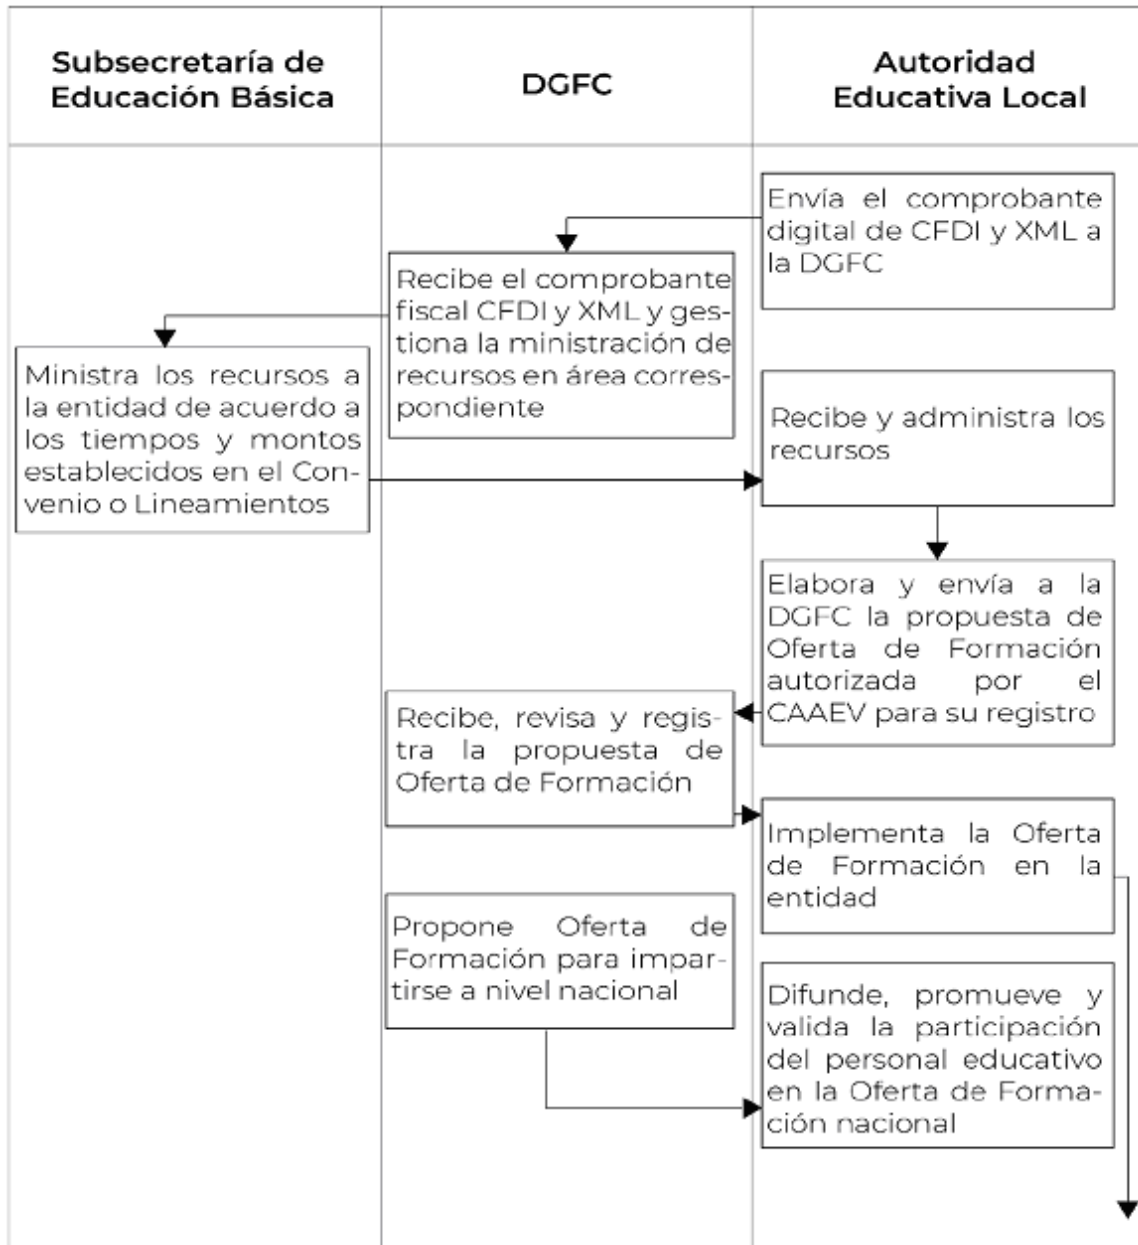 Subsecretaría de
Educación Básica
DGFC
Autoridad
Educativa Local
Envía el comprobante
digital de CFDI y XML a
la DGFC
Recibe el comprobante
fiscal CFDI y XML y ges-
tiona la ministración de
recursos en área corres-
pondiente
Ministra los recursos a
la entidad de acuerdo a
los tiempos y montos
establecidos en el Con-
venio o Lineamientos
Recibe y administra los
recursos
Elabora y envía a la
DGFC la propuesta de
Oferta de Formación
autorizada por el
CAAEV para su registro
Recibe, revisa y regis-
tra la propuesta de
Oferta de Formación
Implementa la Oferta
de Formación en la
entidad
Propone Oferta de
Formación para impar-
tirse a nivel nacional
Difunde, promueve y
valida la participación
del personal educativo
en la Oferta de Forma-
ción nacional